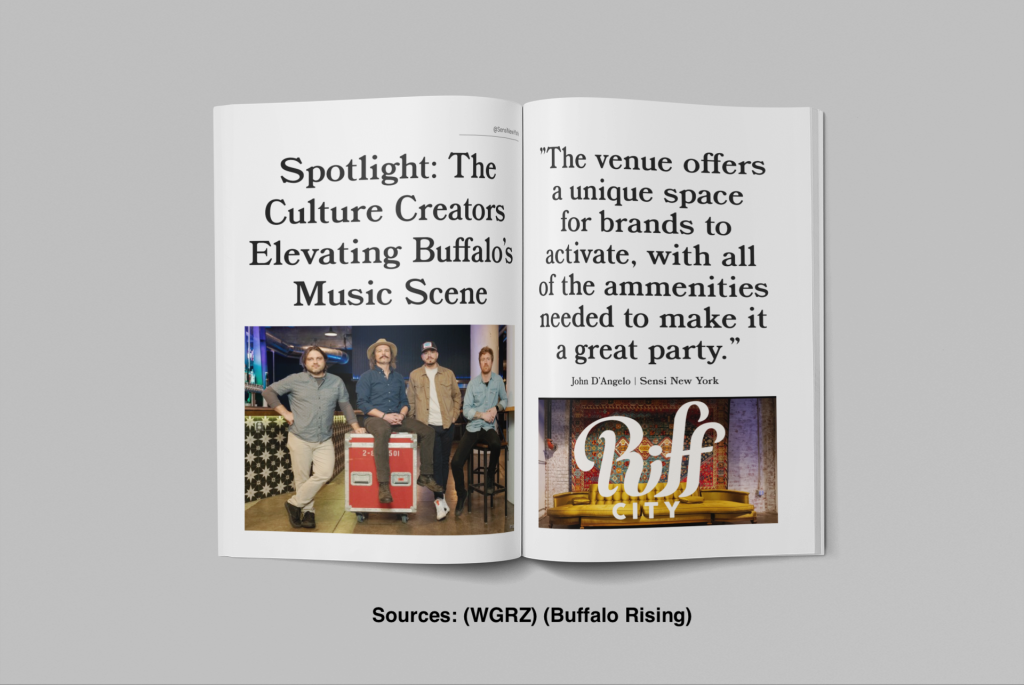 Spotlight: The
Culture Creators
Elevating Buffalo's
Music Scene
"The venue offers
a unique space
for brands to
activate, with all
of the ammenities
needed to make it
a great party."
John D'Angelo | Sensi New York
Riff
CITY
Sources: (WGRZ) (Buffalo Rising)